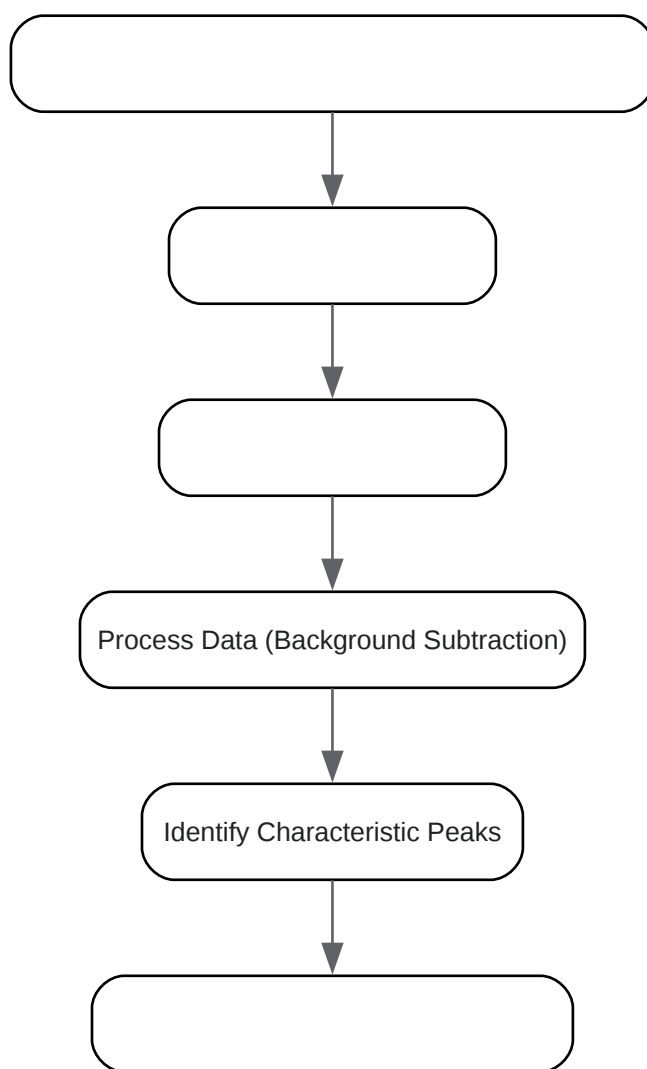 Process Data (Background Subtraction)
Identify Characteristic Peaks